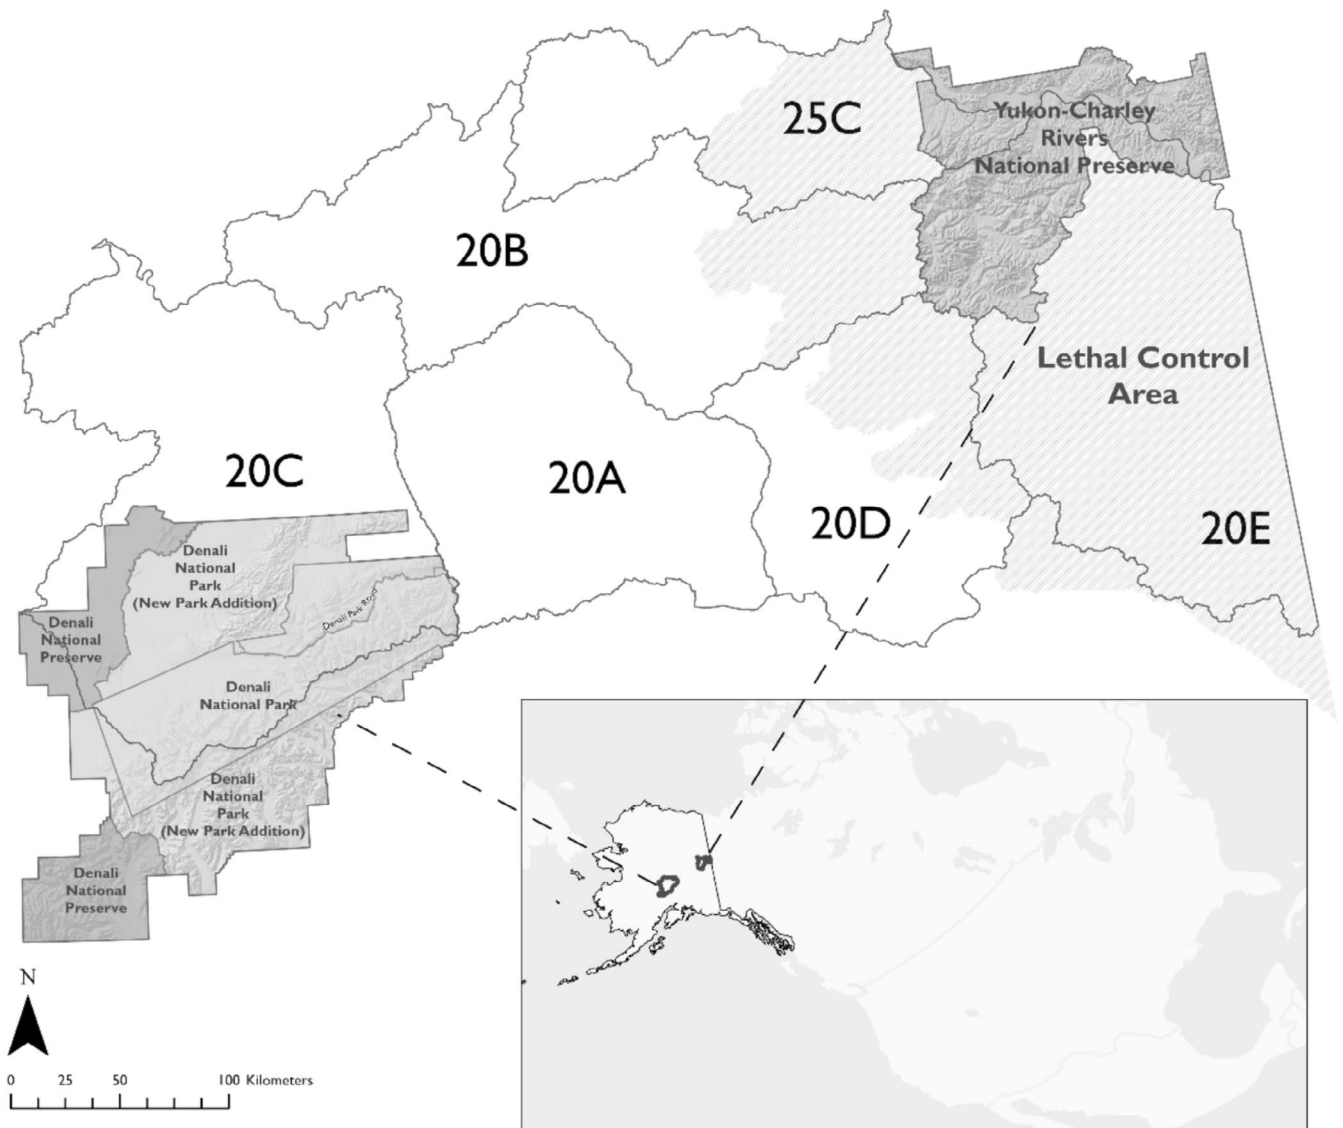 25C
Yukon-Charley
Rivers
National Preserve
20B
Lethal Control
Area
20C
20A
20D
20E
Denali
National
Park
(New Park Addition)
Denali Park Road
Denali
National
Preserve
Denali
National Park
Denali
National
Park
(New Park Addition)
Denali
National
Preserve
N
0 25 50 100 Kilometers